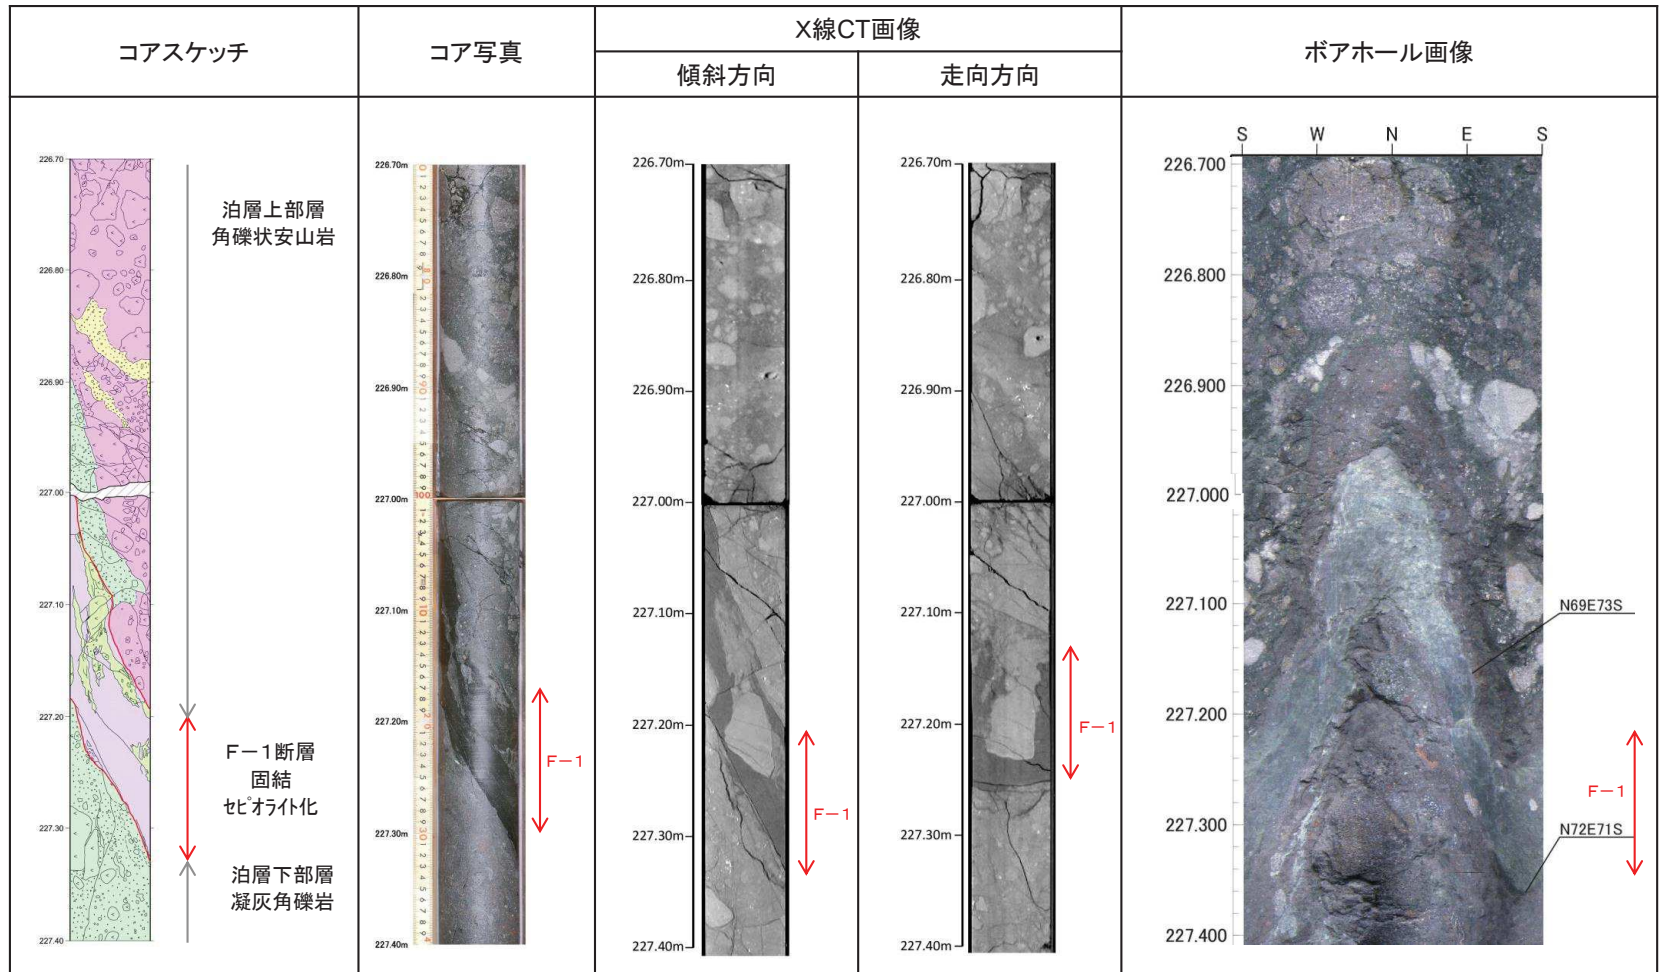 コアスケッチ
コア写真
X線CT画像
傾斜方向
走向方向
ボアホール画像
226.70
226.80
226.90
227.00
227.10
227.20
227.30
227.40
泊層上部層
角礫状安山岩
F-1断層
固結
セピオライト化
泊層下部層
凝灰角礫岩
226.70m
226.80m
226.90m
227.00m
227.10m
227.20m
227.30m
227.40m
F-1
226.70m
226.80m
226.90m
227.00m
227.10m
227.20m
227.30m
227.40m
F-1
226.70m
226.80m
226.90m
227.00m
227.10m
227.20m
227.30m
227.40m
F-1
S W N E S
226.700
226.800
226.900
227.000
227.100
227.200
227.300
227.400
N69E73S
N72E71S
F-1